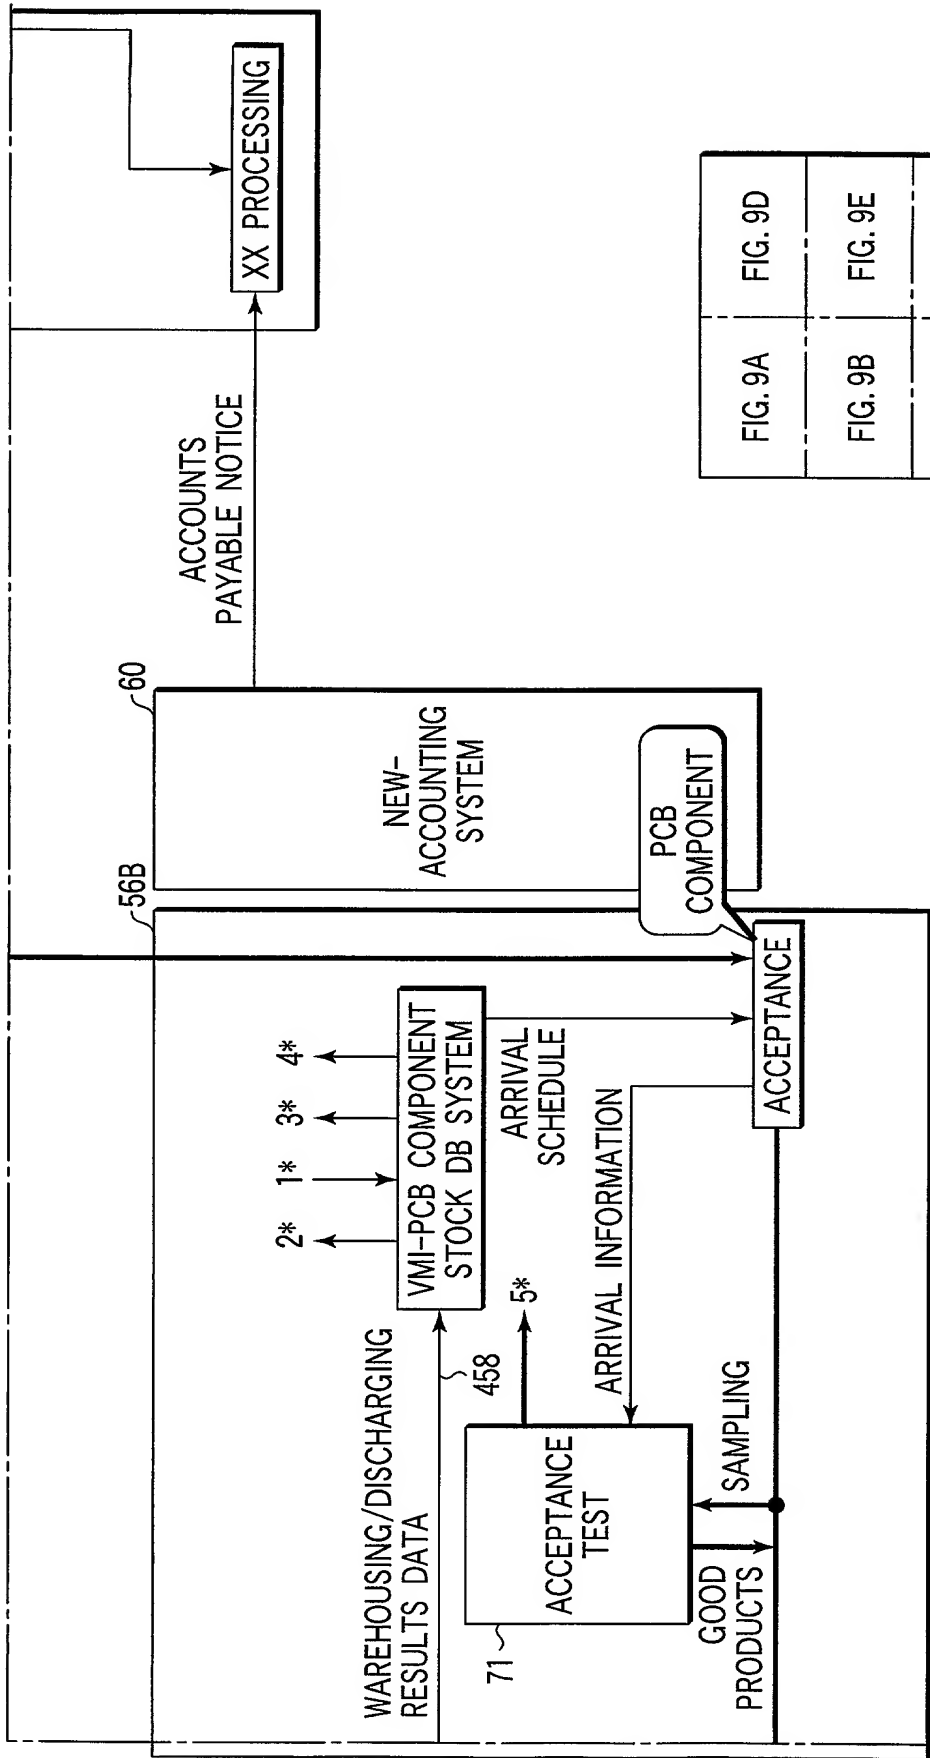 56B
60
4*
3*
1*
2*
VMI-PCB COMPONENT
STOCK DB SYSTEM
WAREHOUSING/DISCHARGING
RESULTS DATA
458
5*
ARRIVAL
SCHEDULE
ARRIVAL INFORMATION
ACCEPTANCE
TEST
71
SAMPLING
GOOD
PRODUCTS
ACCEPTANCE
PCB
COMPONENT
NEW-
ACCOUNTING
SYSTEM
ACCOUNTS
PAYABLE NOTICE
XX PROCESSING
FIG. 9A
FIG. 9D
FIG. 9B
FIG. 9E